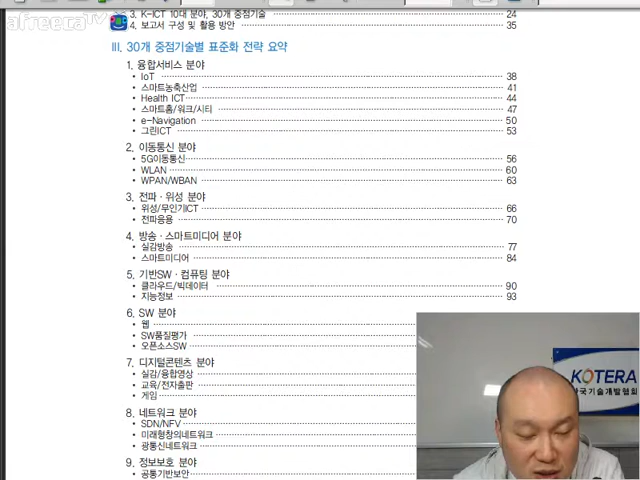 afreecaTV
3. K-ICT 10대 분야, 30개 중점기술 24
4. 보고서 구성 및 활용 방안 35
III. 30개 중점기술별 표준화 전략 요약
1. 융합서비스 분야
• IoT 38
• 스마트농축산업 41
• Health ICT 44
• 스마트홈/워크/시티 47
• e-Navigation 50
• 그린ICT 53
2. 이동통신 분야
• 5G이동통신 56
• WLAN 60
• WPAN/WBAN 63
3. 전파·위성 분야
• 위성/무인기ICT 66
• 전파응용 70
4. 방송·스마트미디어 분야
• 실감방송 77
• 스마트미디어 84
5. 기반SW·컴퓨팅 분야
• 클라우드/빅데이터 90
• 지능정보 93
6. SW 분야
• 웹
• SW품질평가
• 오픈소스SW
7. 디지털콘텐츠 분야
• 실감/융합영상
• 교육/전자출판
• 게임
8. 네트워크 분야
• SDN/NFV
• 미래형창의네트워크
• 광통신네트워크
9. 정보보호 분야
• 공통기반보안
KOTERA
한국기술개발협회